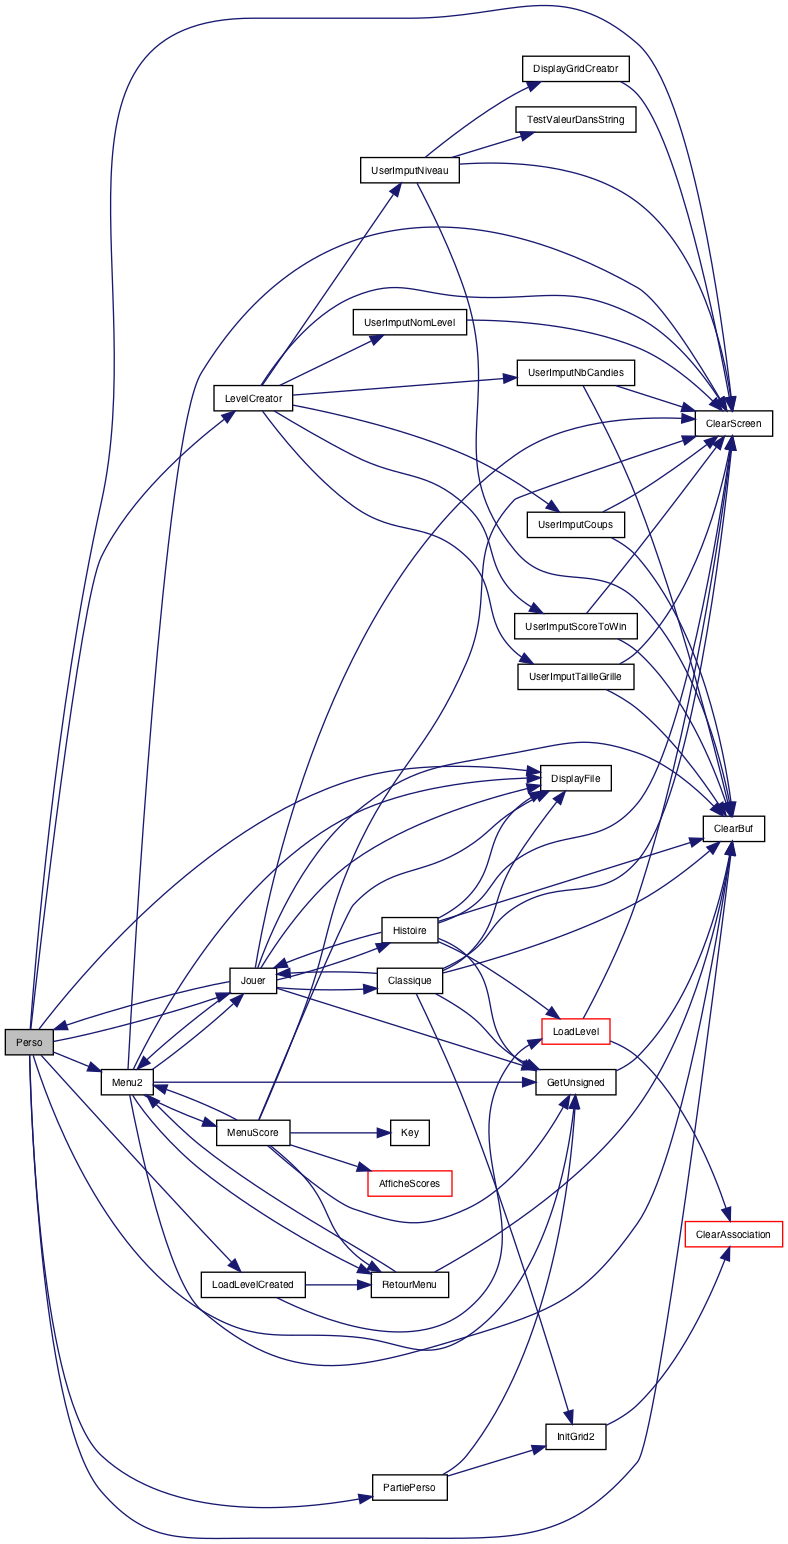 DisplayGridCreator
TestValeurDansString
UserImputNiveau
UserImputNomLevel
UserImputNbCandies
LevelCreator
ClearScreen
UserImputCoups
UserImputScoreToWin
UserImputTailleGrille
DisplayFile
ClearBuf
Histoire
Jouer
Classique
LoadLevel
Perso
Menu2
GetUnsigned
MenuScore
Key
AfficheScores
ClearAssociation
LoadLevelCreated
RetourMenu
InitGrid2
PartiePerso